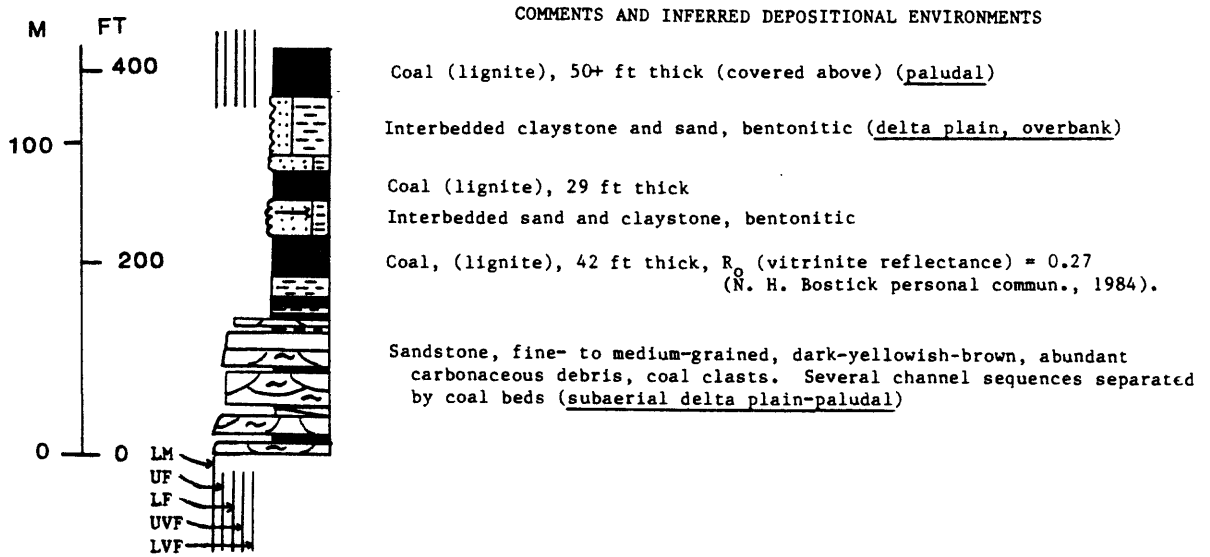 COMMENTS AND INFERRED DEPOSITIONAL ENVIRONMENTS
M FT
400
Coal (lignite), 50+ ft thick (covered above) (paludal)
100
Interbedded claystone and sand, bentonitic (delta plain, overbank)
Coal (lignite), 29 ft thick
Interbedded sand and claystone, bentonitic
200
Coal, (lignite), 42 ft thick, Ro (vitrinite reflectance) = 0.27
(N. H. Bostick personal commun., 1984).
Sandstone, fine- to medium-grained, dark-yellowish-brown, abundant
carbonaceous debris, coal clasts. Several channel sequences separated
by coal beds (subaerial delta plain-paludal)
0 0
LM
UF
LF
UVF
LVF